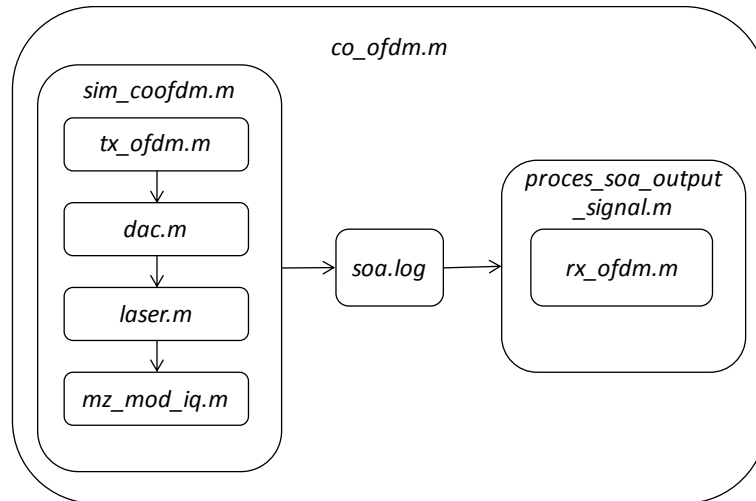 co_ofdm.m
sim_coofdm.m
tx_ofdm.m
dac.m
laser.m
mz_mod_iq.m
soa.log
proces_soa_output
_signal.m
rx_ofdm.m